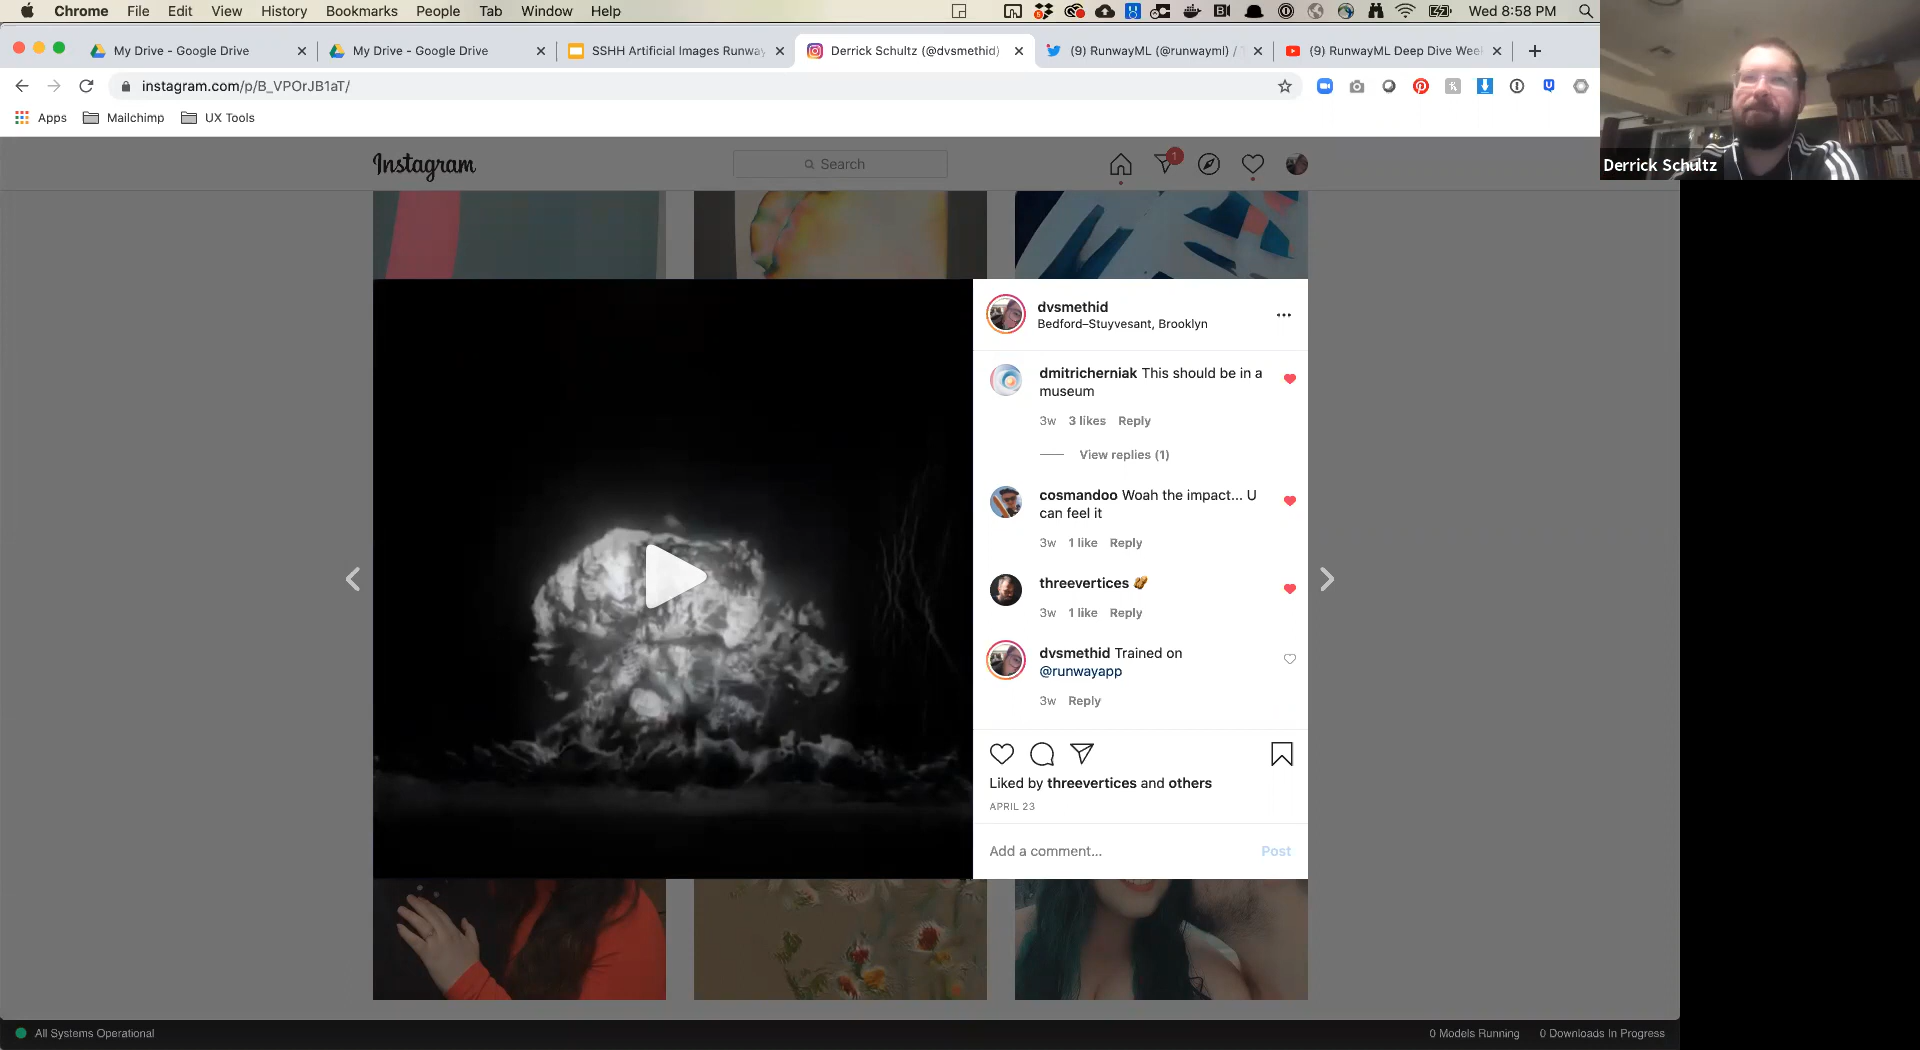 Chrome File Edit View History Bookmarks People Tab Window Help
Wed 8:58 PM
My Drive - Google Drive
My Drive - Google Drive
SSHH Artificial Images Runway
Derrick Schultz (@dvsmethid)
(9) RunwayML (@runwayml) /
(9) RunwayML Deep Dive Wee
instagram.com/p/B_VPOrJB1aT/
Apps Mailchimp UX Tools
Derrick Schultz
Instagram
Search
1
dvsmethid
Bedford–Stuyvesant, Brooklyn
dmitricherniak This should be in a
museum
3w 3 likes Reply
View replies (1)
cosmandoo Woah the impact... U
can feel it
3w 1 like Reply
threevertices 🥜
3w 1 like Reply
dvsmethid Trained on
@runwayapp
3w Reply
Liked by threevertices and others
APRIL 23
Add a comment...
Post
All Systems Operational
0 Models Running 0 Downloads In Progress